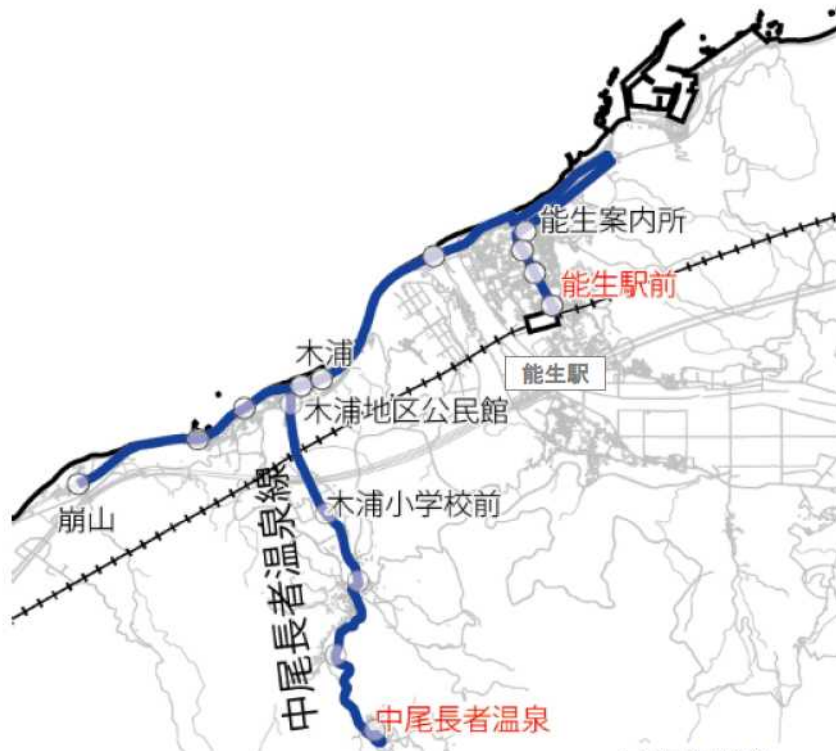 能生案内所
能生駅前
木浦
能生駅
木浦地区公民館
崩山
木浦小学校前
中尾長者温泉線
中尾長者温泉